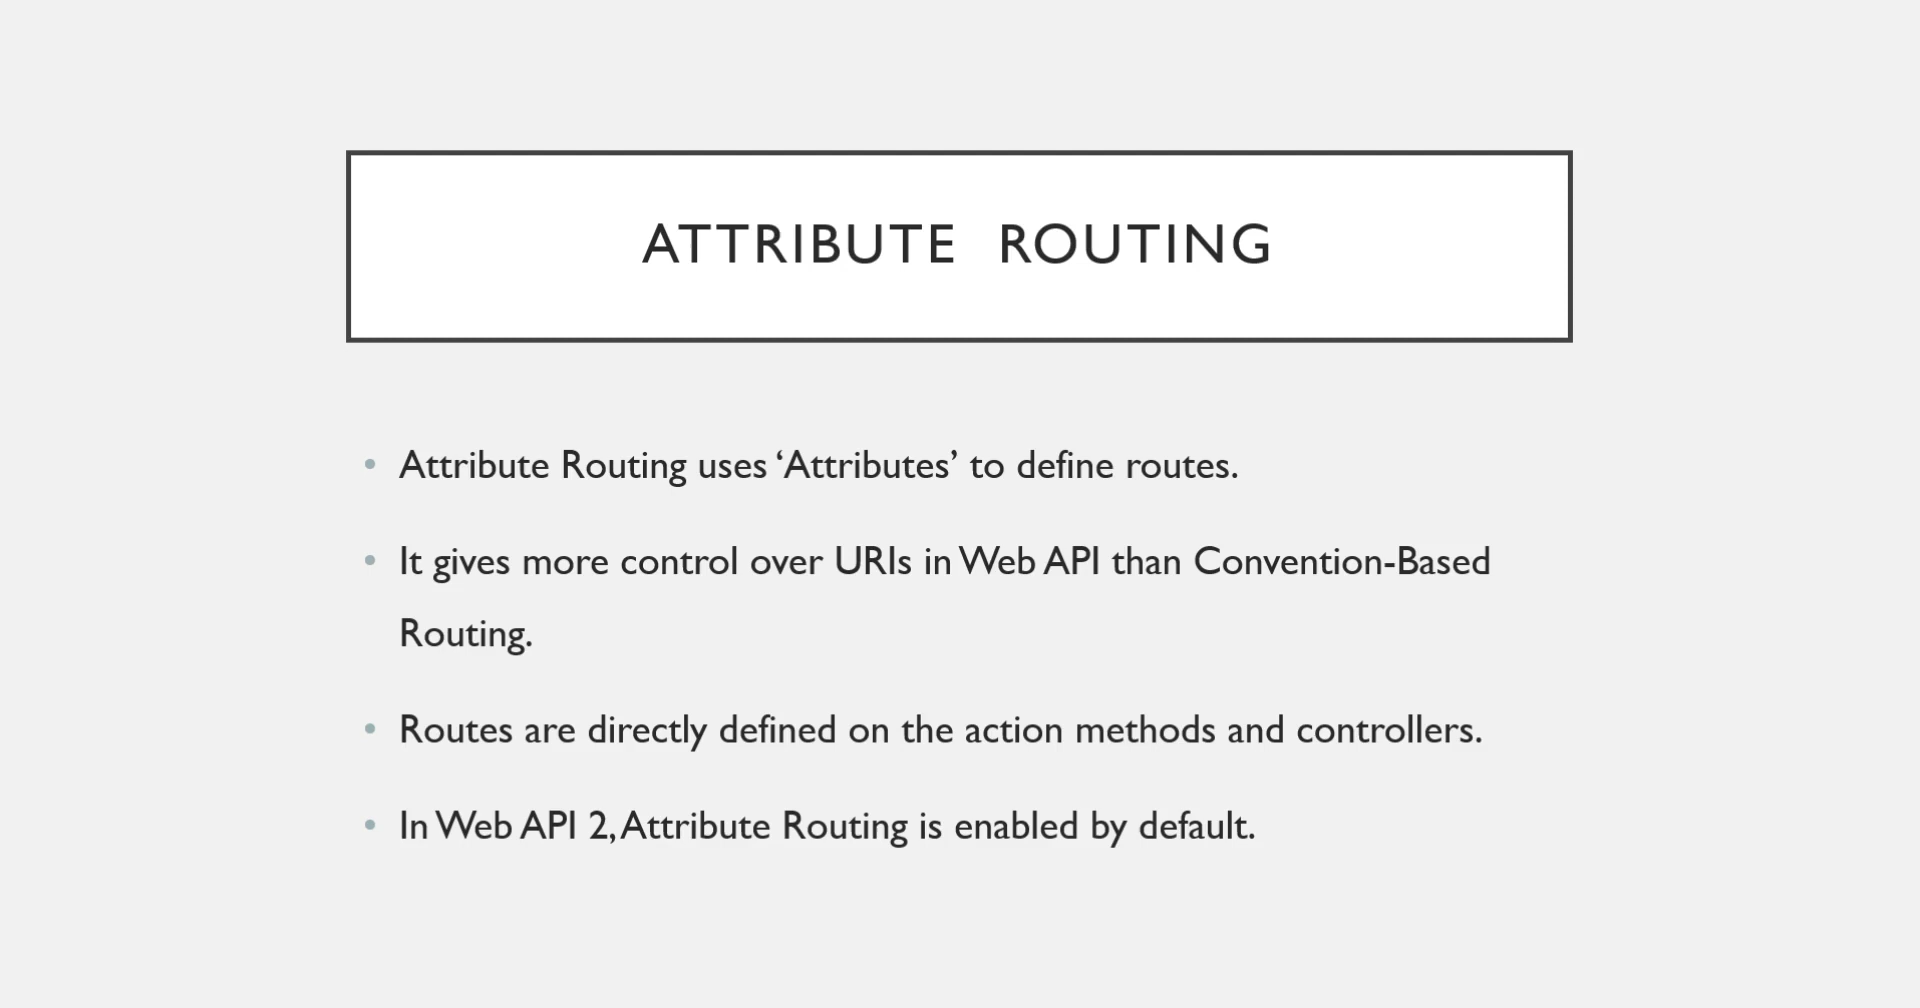 ATTRIBUTE ROUTING
• Attribute Routing uses ‘Attributes’ to define routes.
• It gives more control over URIs in Web API than Convention-Based
Routing.
• Routes are directly defined on the action methods and controllers.
• In Web API 2, Attribute Routing is enabled by default.